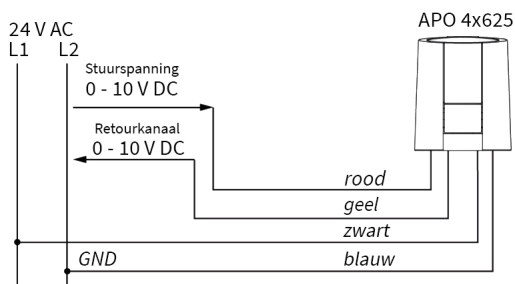 APO 4x625
24 V AC
L1 L2
Stuurspanning
0 - 10 V DC
Retourkanaal
0 - 10 V DC
rood
geel
zwart
GND blauw